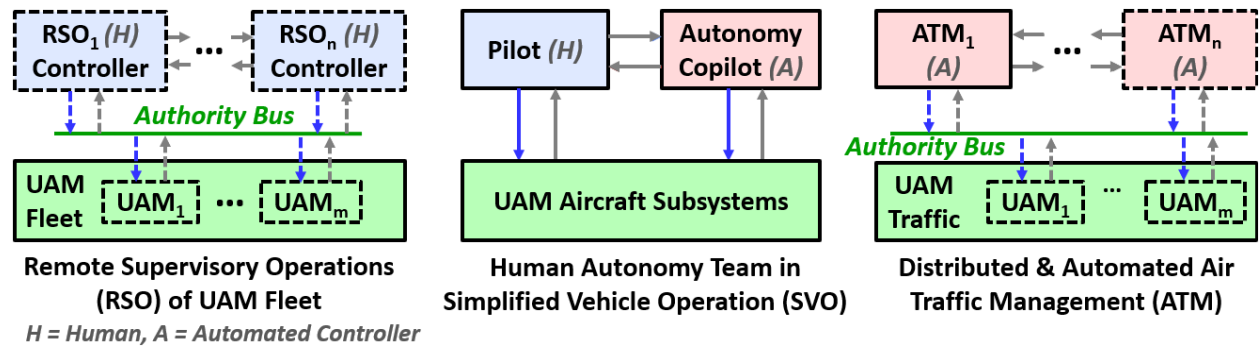 RSO₁ (H)
Controller
...
RSOₙ (H)
Controller
Authority Bus
UAM
Fleet
UAM₁
...
UAMₘ
Remote Supervisory Operations
(RSO) of UAM Fleet
H = Human, A = Automated Controller
Pilot (H)
Autonomy
Copilot (A)
UAM Aircraft Subsystems
Human Autonomy Team in
Simplified Vehicle Operation (SVO)
ATM₁
(A)
...
ATMₙ
(A)
Authority Bus
UAM
Traffic
UAM₁
...
UAMₘ
Distributed & Automated Air
Traffic Management (ATM)